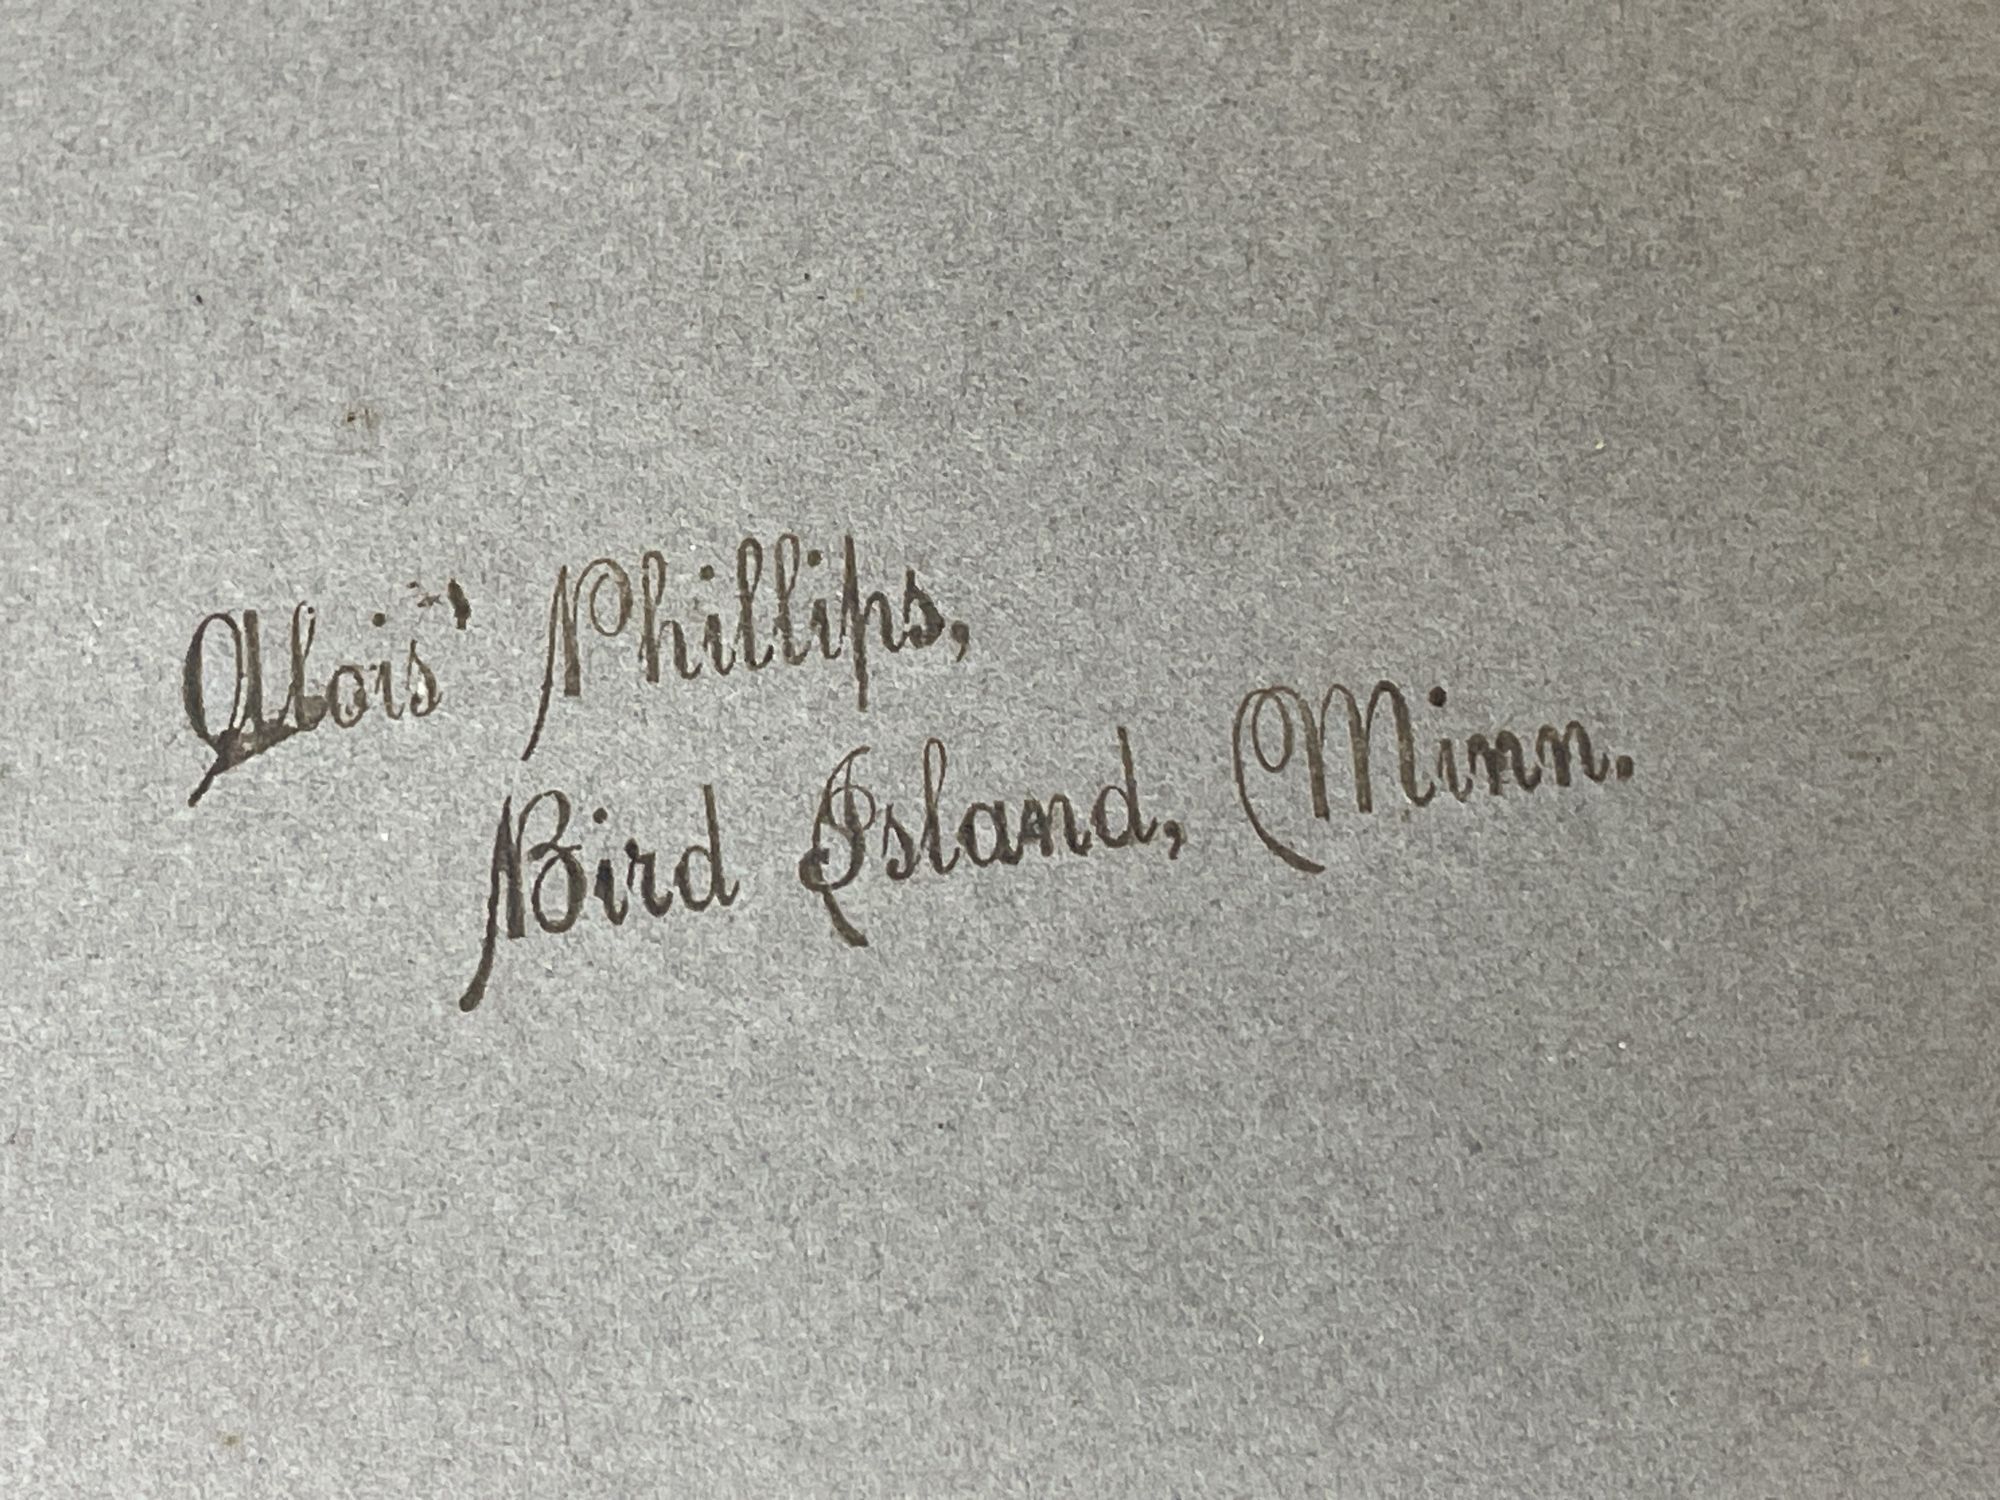 Alois Phillips,
Bird Island, Minn.